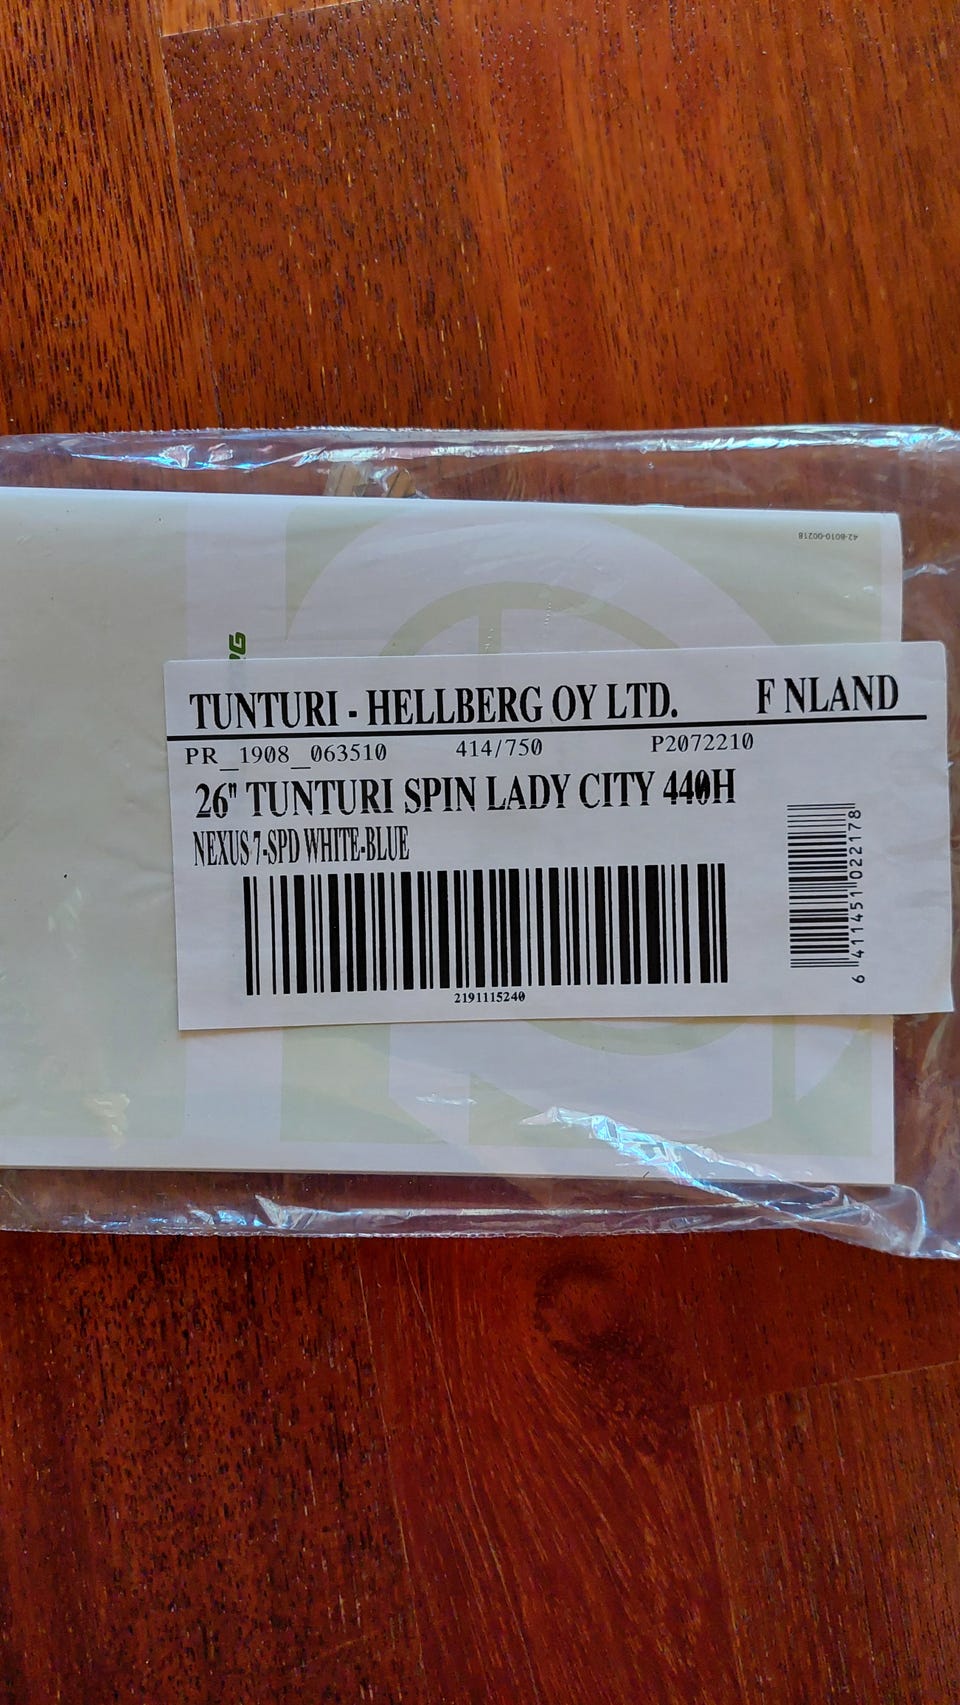 42-8010-00218
TUNTURI - HELLBERG OY LTD. F NLAND
PR_1908_063510 414/750 P2072210
26" TUNTURI SPIN LADY CITY 440H
NEXUS 7-SPD WHITE-BLUE
2191115240
6 411451 022178